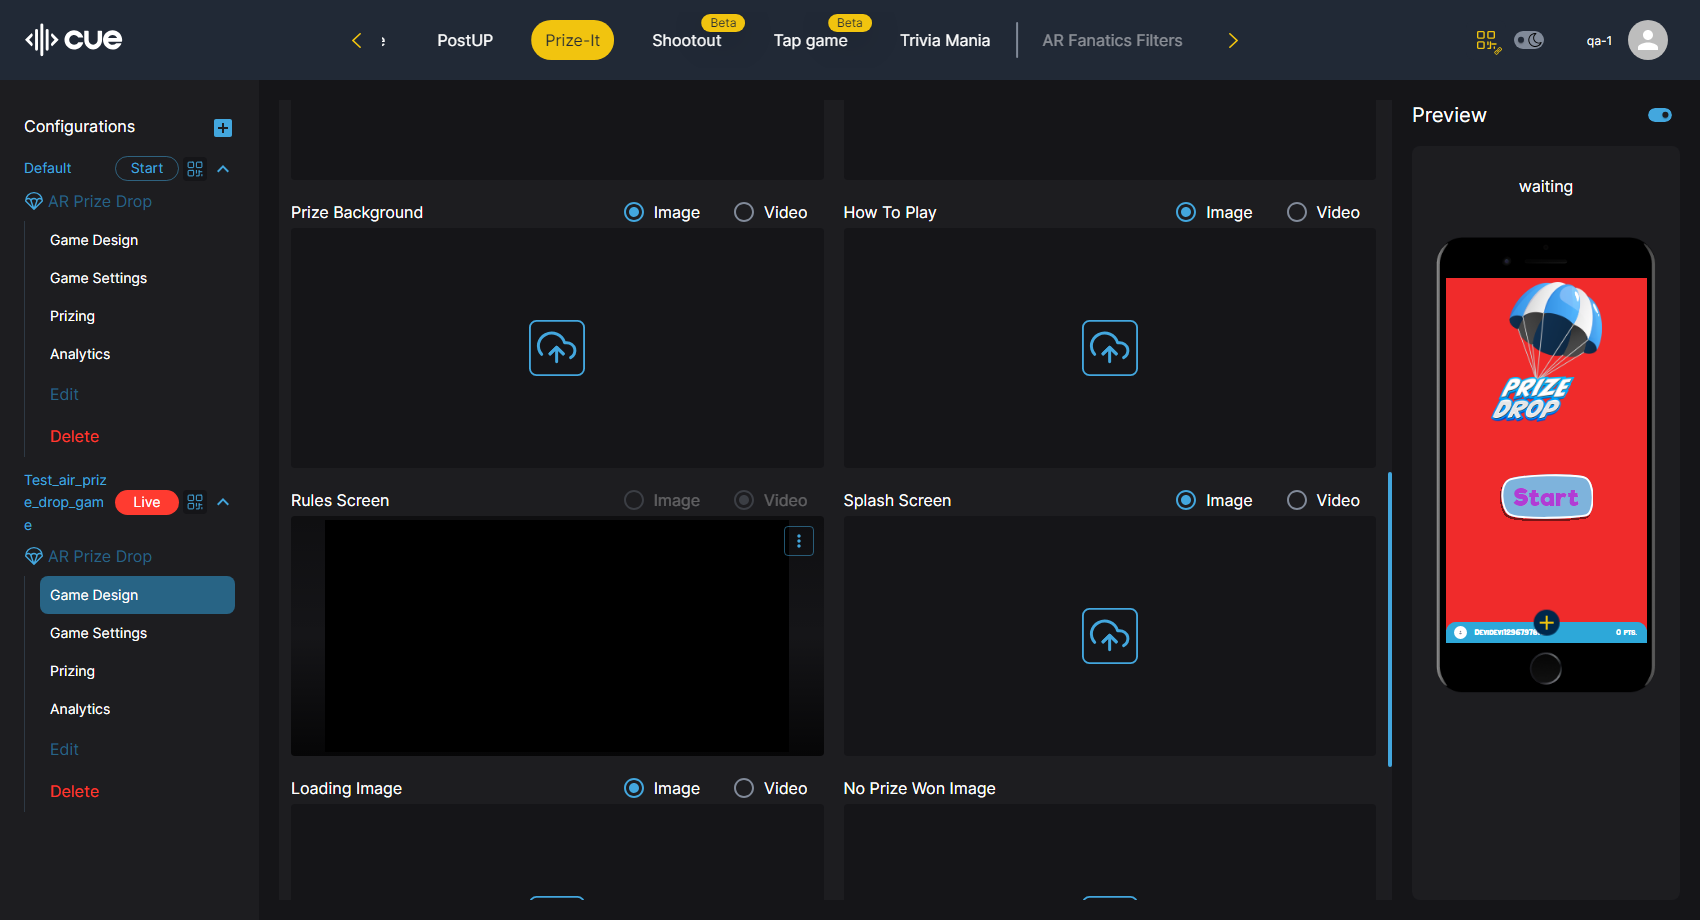 cue
PostUP
Prize-It
Beta
Shootout
Beta
Tap game
Trivia Mania
AR Fanatics Filters
qa-1
Configurations
Default
Start
AR Prize Drop
Game Design
Game Settings
Prizing
Analytics
Edit
Delete
Test_air_priz
e_drop_gam
e
Live
AR Prize Drop
Game Design
Game Settings
Prizing
Analytics
Edit
Delete
Prize Background
Image
Video
How To Play
Image
Video
Rules Screen
Image
Video
Splash Screen
Image
Video
Loading Image
Image
Video
No Prize Won Image
Preview
waiting
PRIZE
DROP
Start
0 PTS.